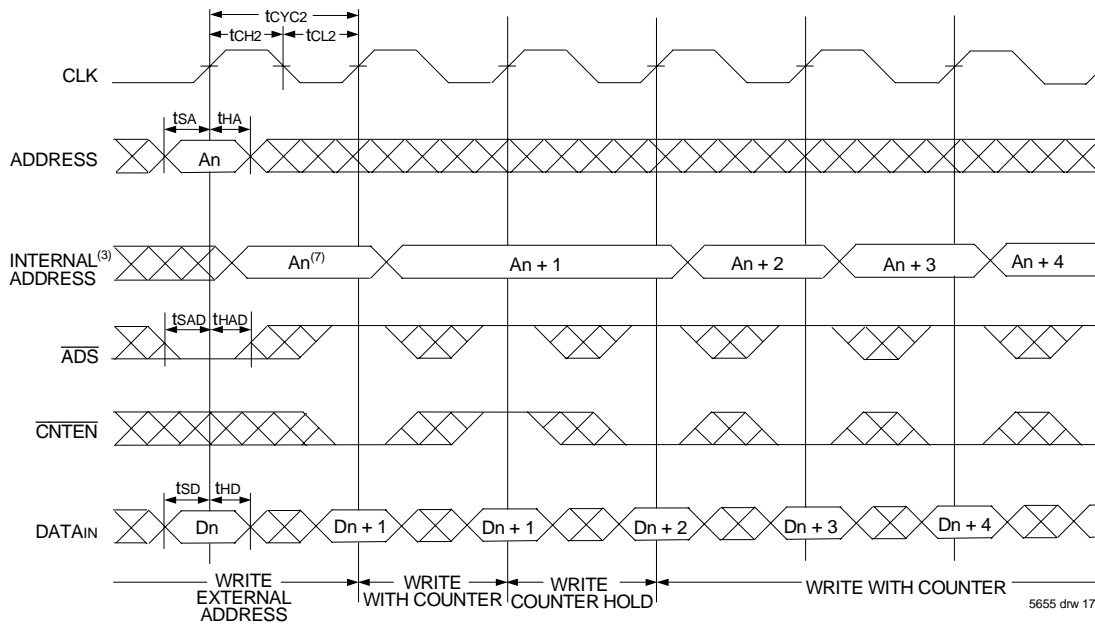 tCYC2
tCH2 tCL2
CLK
tSA tHA
ADDRESS An
INTERNAL(3)
ADDRESS
An(7) An + 1 An + 2 An + 3 An + 4
tSAD tHAD
ADS
CNTEN
tSD tHD
DATAIN Dn Dn + 1 Dn + 1 Dn + 2 Dn + 3 Dn + 4
WRITE
EXTERNAL
ADDRESS
WRITE
WITH COUNTER
WRITE
COUNTER HOLD
WRITE WITH COUNTER
5655 drw 17